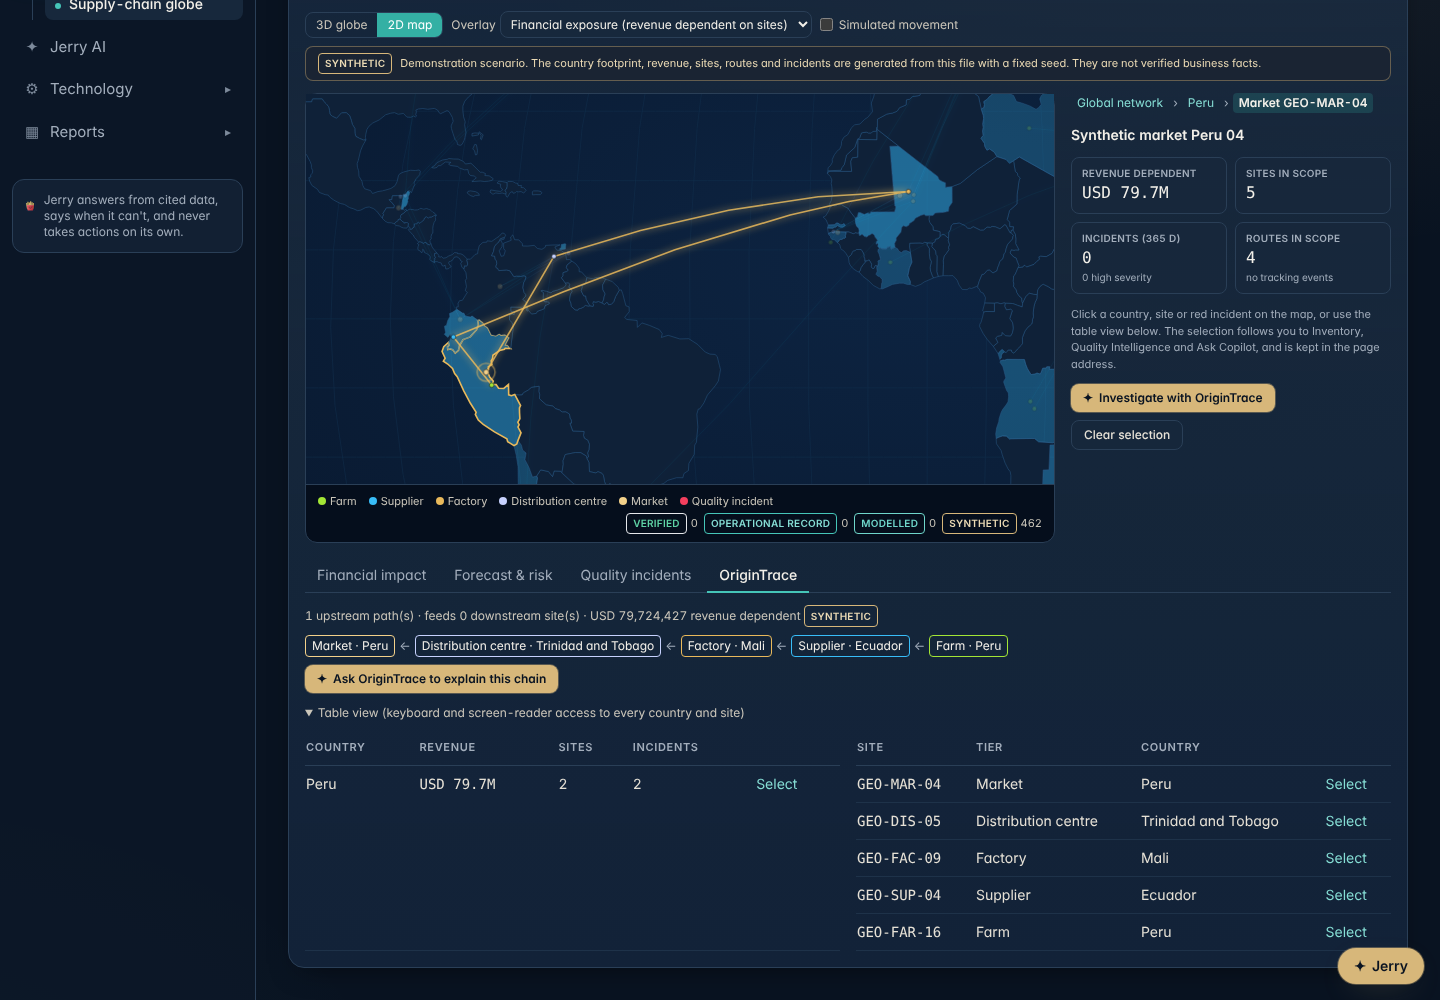 Supply-chain globe
Jerry AI
Technology
Reports
Jerry answers from cited data,
says when it can't, and never
takes actions on its own.
3D globe 2D map Overlay Financial exposure (revenue dependent on sites) Simulated movement
SYNTHETIC Demonstration scenario. The country footprint, revenue, sites, routes and incidents are generated from this file with a fixed seed. They are not verified business facts.
Global network › Peru › Market GEO-MAR-04
Synthetic market Peru 04
REVENUE DEPENDENT
USD 79.7M
SITES IN SCOPE
5
INCIDENTS (365 D)
0
0 high severity
ROUTES IN SCOPE
4
no tracking events
Click a country, site or red incident on the map, or use the
table view below. The selection follows you to Inventory,
Quality Intelligence and Ask Copilot, and is kept in the page
address.
✦ Investigate with OriginTrace
Clear selection
Farm Supplier Factory Distribution centre Market Quality incident
VERIFIED 0 OPERATIONAL RECORD 0 MODELLED 0 SYNTHETIC 462
Financial impact Forecast & risk Quality incidents OriginTrace
1 upstream path(s) · feeds 0 downstream site(s) · USD 79,724,427 revenue dependent SYNTHETIC
Market · Peru ← Distribution centre · Trinidad and Tobago ← Factory · Mali ← Supplier · Ecuador ← Farm · Peru
✦ Ask OriginTrace to explain this chain
▼ Table view (keyboard and screen-reader access to every country and site)
COUNTRY REVENUE SITES INCIDENTS
Peru USD 79.7M 2 2 Select
SITE TIER COUNTRY
GEO-MAR-04 Market Peru Select
GEO-DIS-05 Distribution centre Trinidad and Tobago Select
GEO-FAC-09 Factory Mali Select
GEO-SUP-04 Supplier Ecuador Select
GEO-FAR-16 Farm Peru Select
✦ Jerry